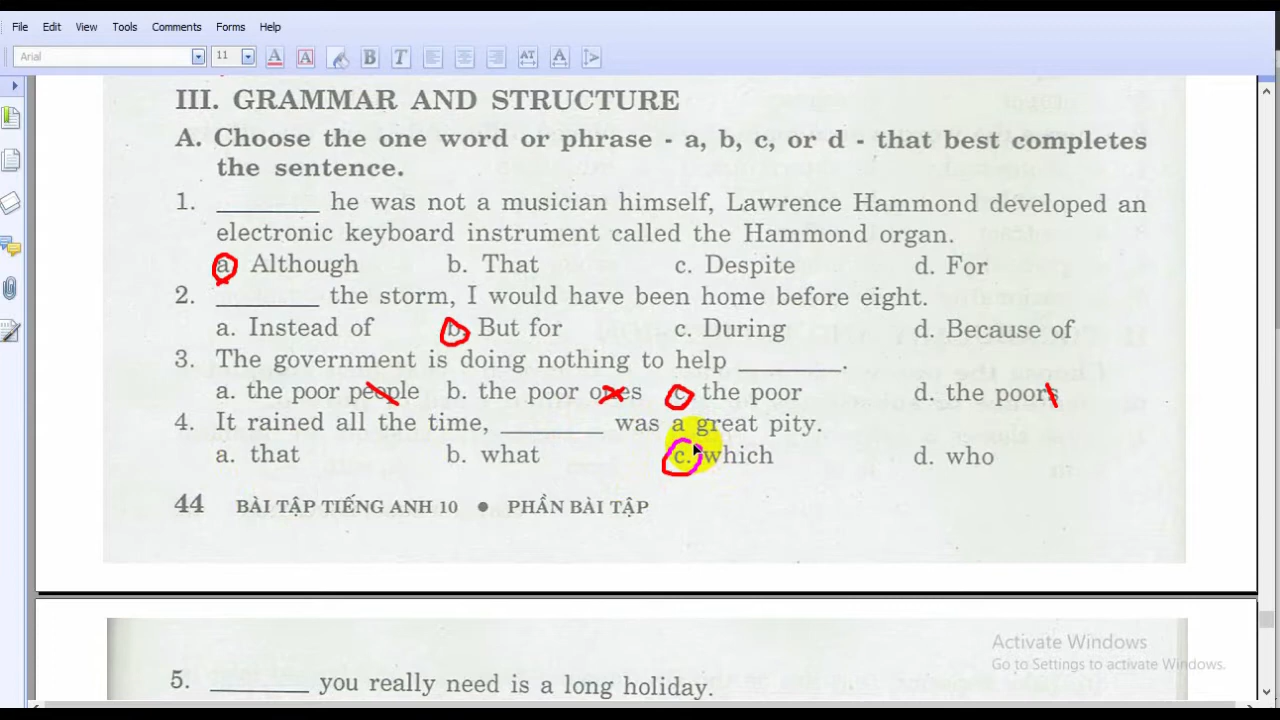 File Edit View Tools Comments Forms Help
Arial 11
III. GRAMMAR AND STRUCTURE
A. Choose the one word or phrase - a, b, c, or d - that best completes
the sentence.
1. ________ he was not a musician himself, Lawrence Hammond developed an
electronic keyboard instrument called the Hammond organ.
a. Although b. That c. Despite d. For
2. ________ the storm, I would have been home before eight.
a. Instead of b. But for c. During d. Because of
3. The government is doing nothing to help ________.
a. the poor people b. the poor ones c. the poor d. the poors
4. It rained all the time, ________ was a great pity.
a. that b. what c. which d. who
44 BÀI TẬP TIẾNG ANH 10 ● PHẦN BÀI TẬP
Activate Windows
Go to Settings to activate Windows.
5. ________ you really need is a long holiday.